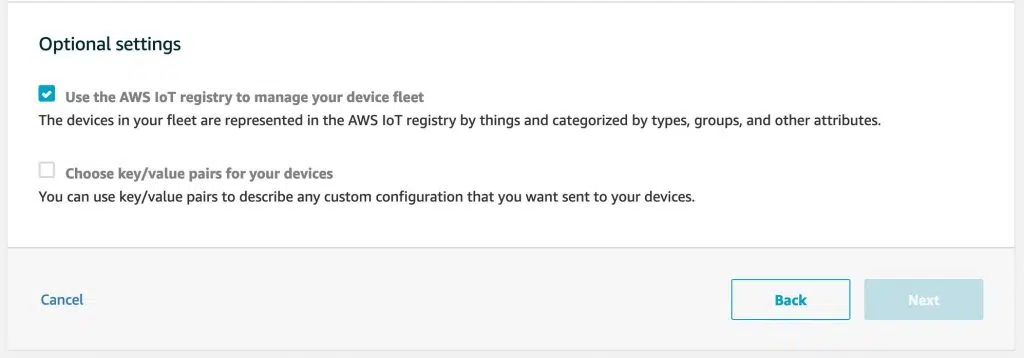 Optional settings
Use the AWS IoT registry to manage your device fleet
The devices in your fleet are represented in the AWS IoT registry by things and categorized by types, groups, and other attributes.
Choose key/value pairs for your devices
You can use key/value pairs to describe any custom configuration that you want sent to your devices.
Cancel Back Next